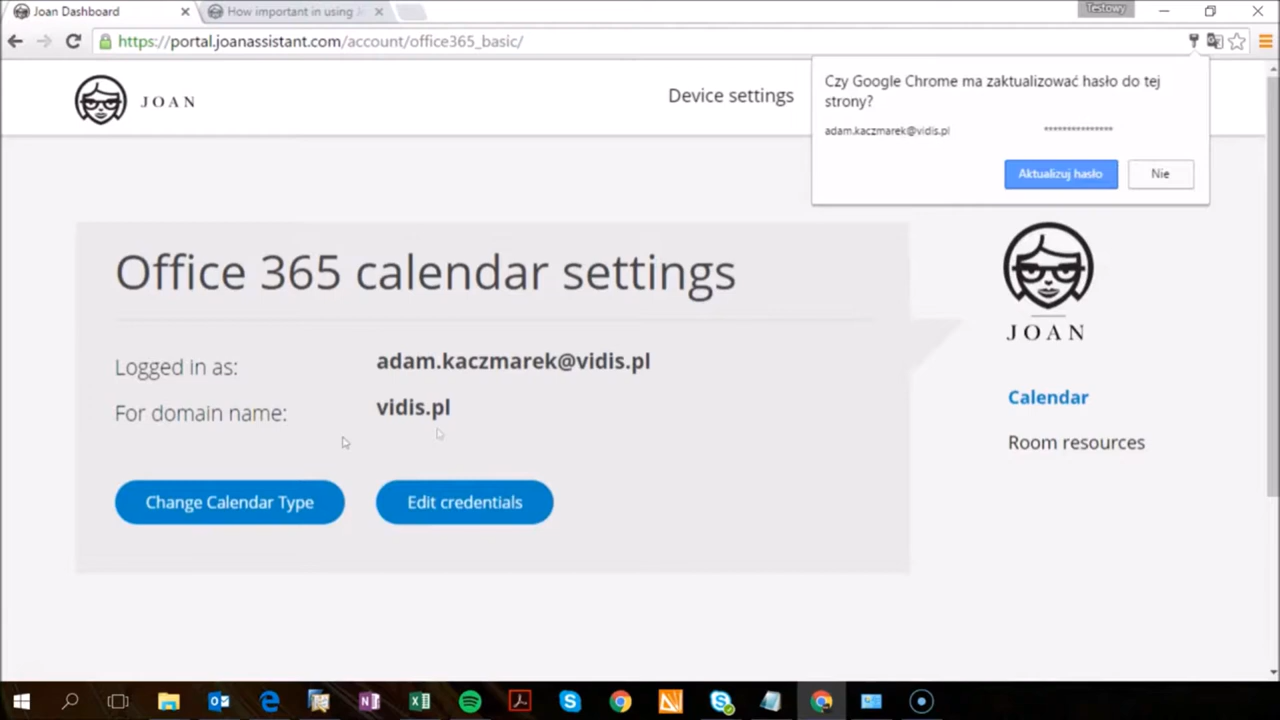 Joan Dashboard
How important in using J
Testowy
https://portal.joanassistant.com/account/office365_basic/
JOAN
Device settings
Czy Google Chrome ma zaktualizować hasło do tej
strony?
adam.kaczmarek@vidis.pl ***************
Aktualizuj hasło
Nie
Office 365 calendar settings
Logged in as: adam.kaczmarek@vidis.pl
For domain name: vidis.pl
Change Calendar Type
Edit credentials
JOAN
Calendar
Room resources